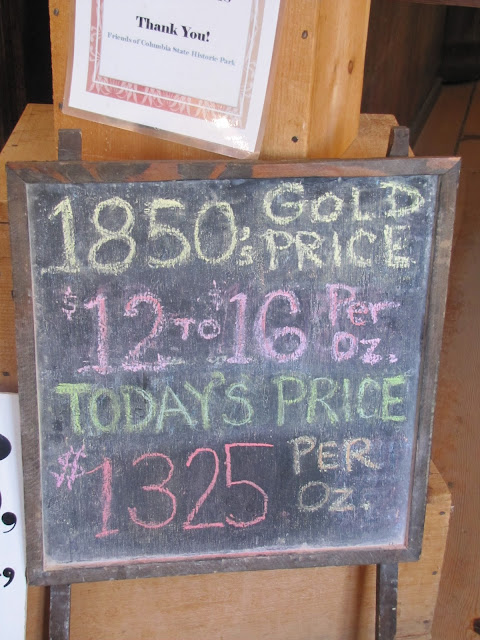 Thank You!
Friends of Columbia State Historic Park
1850's GOLD PRICE
$12 TO $16 Per Oz.
TODAY'S PRICE
$1325 PER Oz.